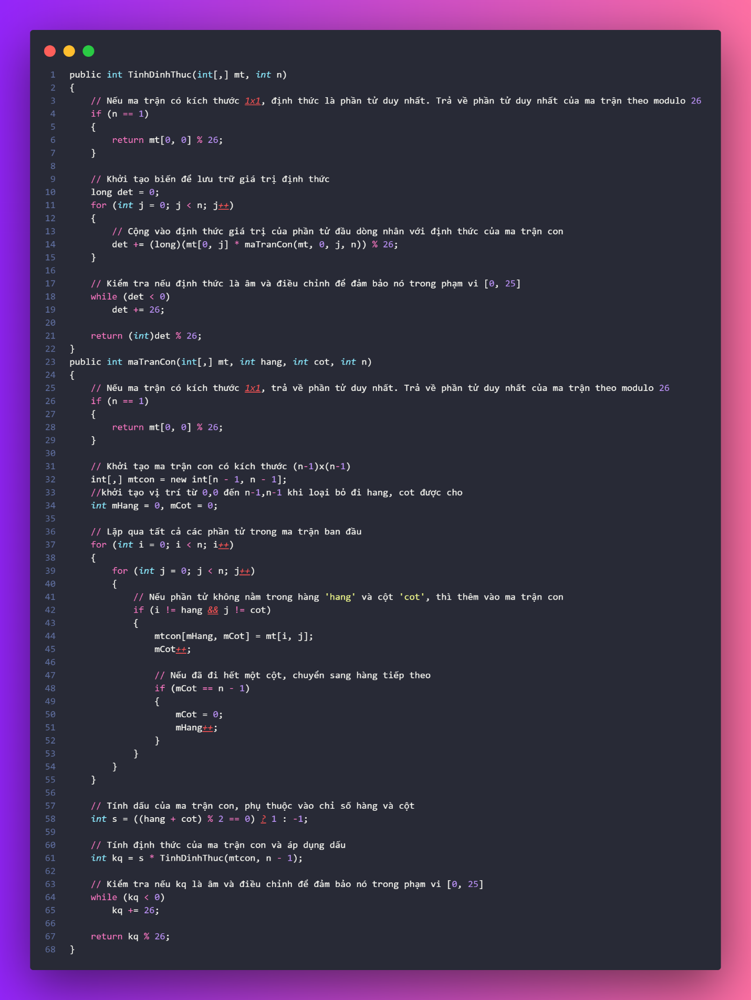 1 public int TinhDinhThuc(int[,] mt, int n)
2 {
3 // Nếu ma trận có kích thước 1x1, định thức là phần tử duy nhất. Trả về phần tử duy nhất của ma trận theo modulo 26
4 if (n == 1)
5 {
6 return mt[0, 0] % 26;
7 }
8
9 // Khởi tạo biến để lưu trữ giá trị định thức
10 long det = 0;
11 for (int j = 0; j < n; j++)
12 {
13 // Cộng vào định thức giá trị của phần tử đầu dòng nhân với định thức của ma trận con
14 det += (long)(mt[0, j] * maTranCon(mt, 0, j, n)) % 26;
15 }
16
17 // Kiểm tra nếu định thức là âm và điều chỉnh để đảm bảo nó trong phạm vi [0, 25]
18 while (det < 0)
19 det += 26;
20
21 return (int)det % 26;
22 }
23 public int maTranCon(int[,] mt, int hang, int cot, int n)
24 {
25 // Nếu ma trận có kích thước 1x1, trả về phần tử duy nhất. Trả về phần tử duy nhất của ma trận theo modulo 26
26 if (n == 1)
27 {
28 return mt[0, 0] % 26;
29 }
30
31 // Khởi tạo ma trận con có kích thước (n-1)x(n-1)
32 int[,] mtcon = new int[n - 1, n - 1];
33 //khởi tạo vị trí từ 0,0 đến n-1,n-1 khi loại bỏ đi hang, cot được cho
34 int mHang = 0, mCot = 0;
35
36 // Lặp qua tất cả các phần tử trong ma trận ban đầu
37 for (int i = 0; i < n; i++)
38 {
39 for (int j = 0; j < n; j++)
40 {
41 // Nếu phần tử không nằm trong hàng 'hang' và cột 'cot', thì thêm vào ma trận con
42 if (i != hang && j != cot)
43 {
44 mtcon[mHang, mCot] = mt[i, j];
45 mCot++;
46
47 // Nếu đã đi hết một cột, chuyển sang hàng tiếp theo
48 if (mCot == n - 1)
49 {
50 mCot = 0;
51 mHang++;
52 }
53 }
54 }
55 }
56
57 // Tính dấu của ma trận con, phụ thuộc vào chỉ số hàng và cột
58 int s = ((hang + cot) % 2 == 0) ? 1 : -1;
59
60 // Tính định thức của ma trận con và áp dụng dấu
61 int kq = s * TinhDinhThuc(mtcon, n - 1);
62
63 // Kiểm tra nếu kq là âm và điều chỉnh để đảm bảo nó trong phạm vi [0, 25]
64 while (kq < 0)
65 kq += 26;
66
67 return kq % 26;
68 }